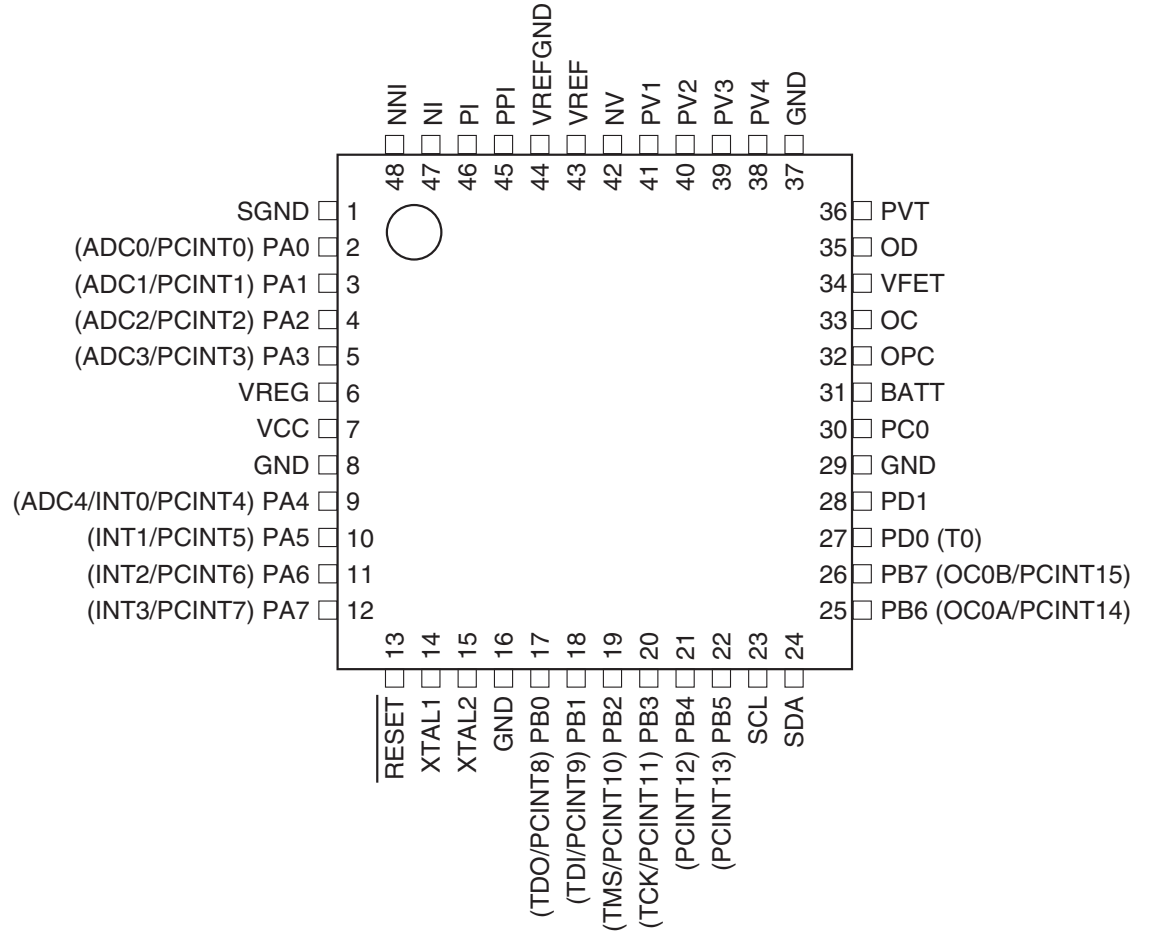 NNI
NI
PI
PPI
VREFGND
VREF
NV
PV1
PV2
PV3
PV4
GND
48
47
46
45
44
43
42
41
40
39
38
37
SGND 1
(ADC0/PCINT0) PA0 2
(ADC1/PCINT1) PA1 3
(ADC2/PCINT2) PA2 4
(ADC3/PCINT3) PA3 5
VREG 6
VCC 7
GND 8
(ADC4/INT0/PCINT4) PA4 9
(INT1/PCINT5) PA5 10
(INT2/PCINT6) PA6 11
(INT3/PCINT7) PA7 12
36 PVT
35 OD
34 VFET
33 OC
32 OPC
31 BATT
30 PC0
29 GND
28 PD1
27 PD0 (T0)
26 PB7 (OC0B/PCINT15)
25 PB6 (OC0A/PCINT14)
13
14
15
16
17
18
19
20
21
22
23
24
RESET
XTAL1
XTAL2
GND
(TDO/PCINT8) PB0
(TDI/PCINT9) PB1
(TMS/PCINT10) PB2
(TCK/PCINT11) PB3
(PCINT12) PB4
(PCINT13) PB5
SCL
SDA